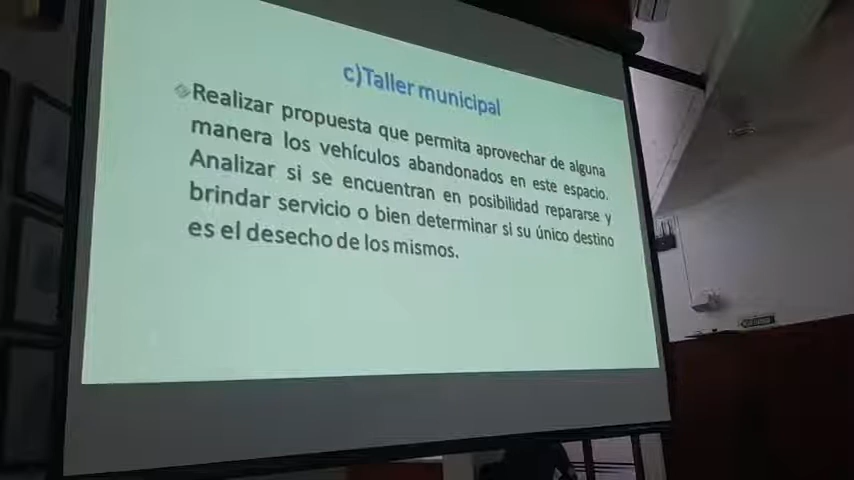 c)Taller municipal
Realizar propuesta que permita aprovechar de alguna
manera los vehículos abandonados en este espacio.
Analizar si se encuentran en posibilidad repararse y
brindar servicio o bien determinar si su único destino
es el desecho de los mismos.